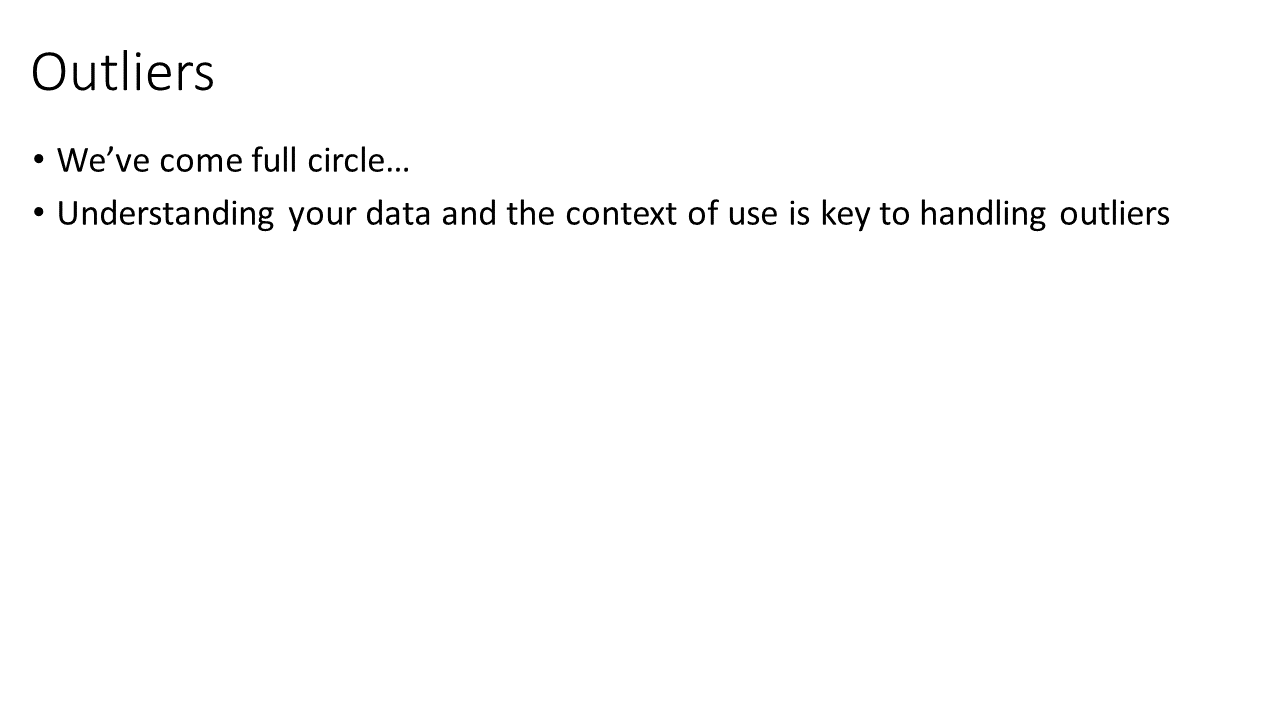 Outliers
• We’ve come full circle…
• Understanding your data and the context of use is key to handling outliers